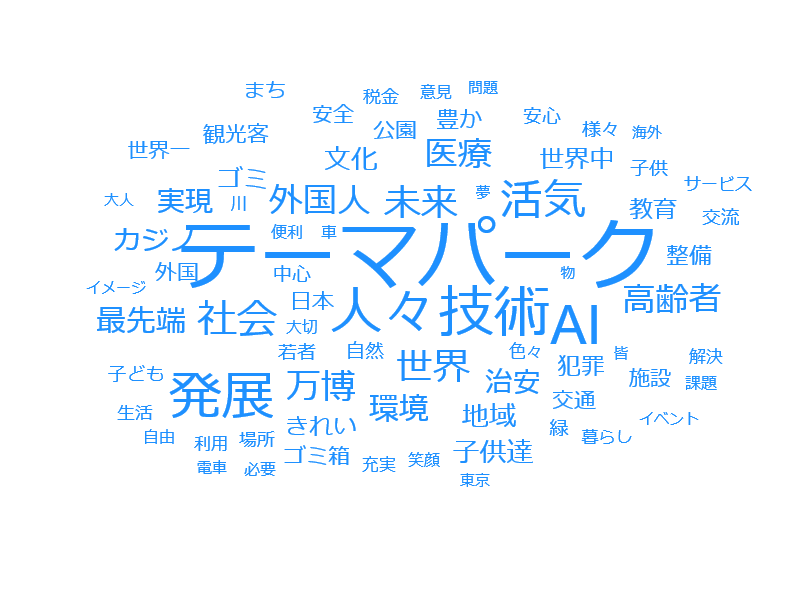 まち
税金
意見
問題
安全
公園
豊か
安心
様々
海外
世界一
観光客
文化
医療
世界中
子供
大人
実現
ゴミ
川
外国人
未来
夢
活気
教育
サービス
交流
カジノ
テーマパーク
便利
車
整備
外国
中心
物
イメージ
最先端
社会
日本
大切
人々
技術
AI
高齢者
若者
自然
世界
色々
犯罪
皆
解決
子ども
発展
万博
治安
施設
課題
生活
環境
地域
交通
イベント
自由
利用
場所
きれい
緑
暮らし
電車
必要
ゴミ箱
充実
笑顔
子供達
東京